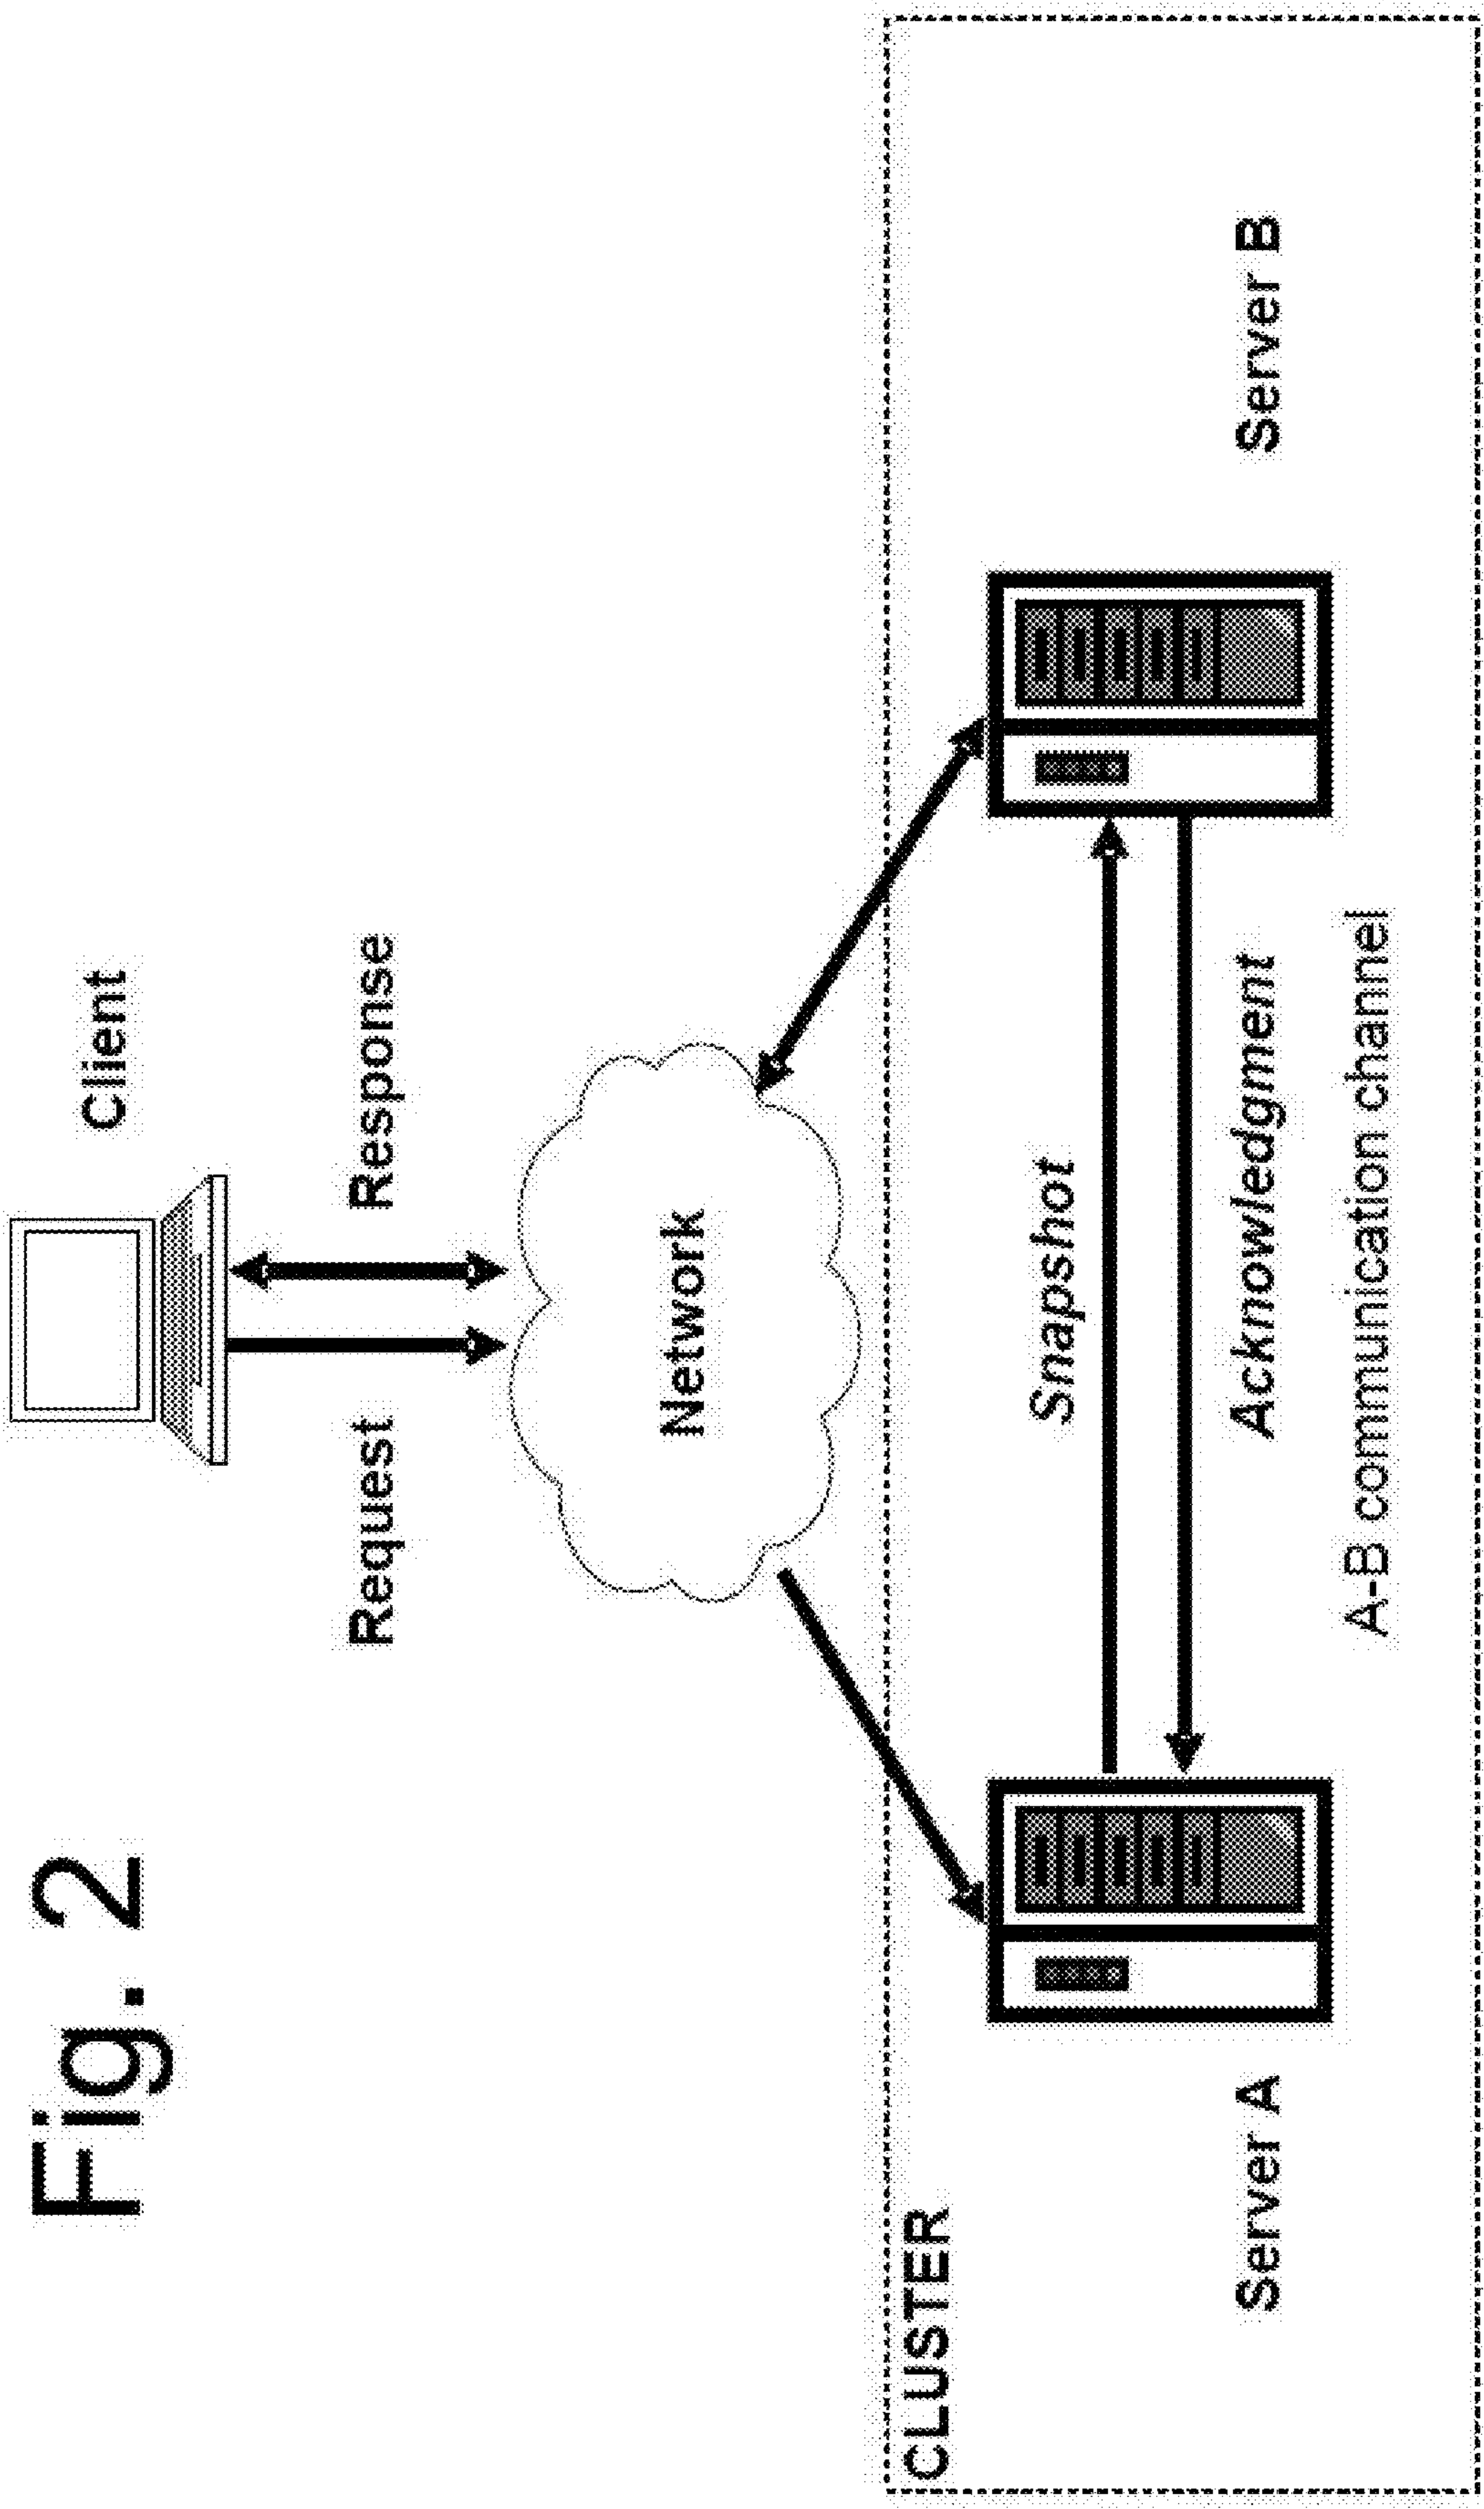 Fig. 2
Client
Request
Response
Network
CLUSTER
Snapshot
Server A
Acknowledgment
Server B
A-B communication channel